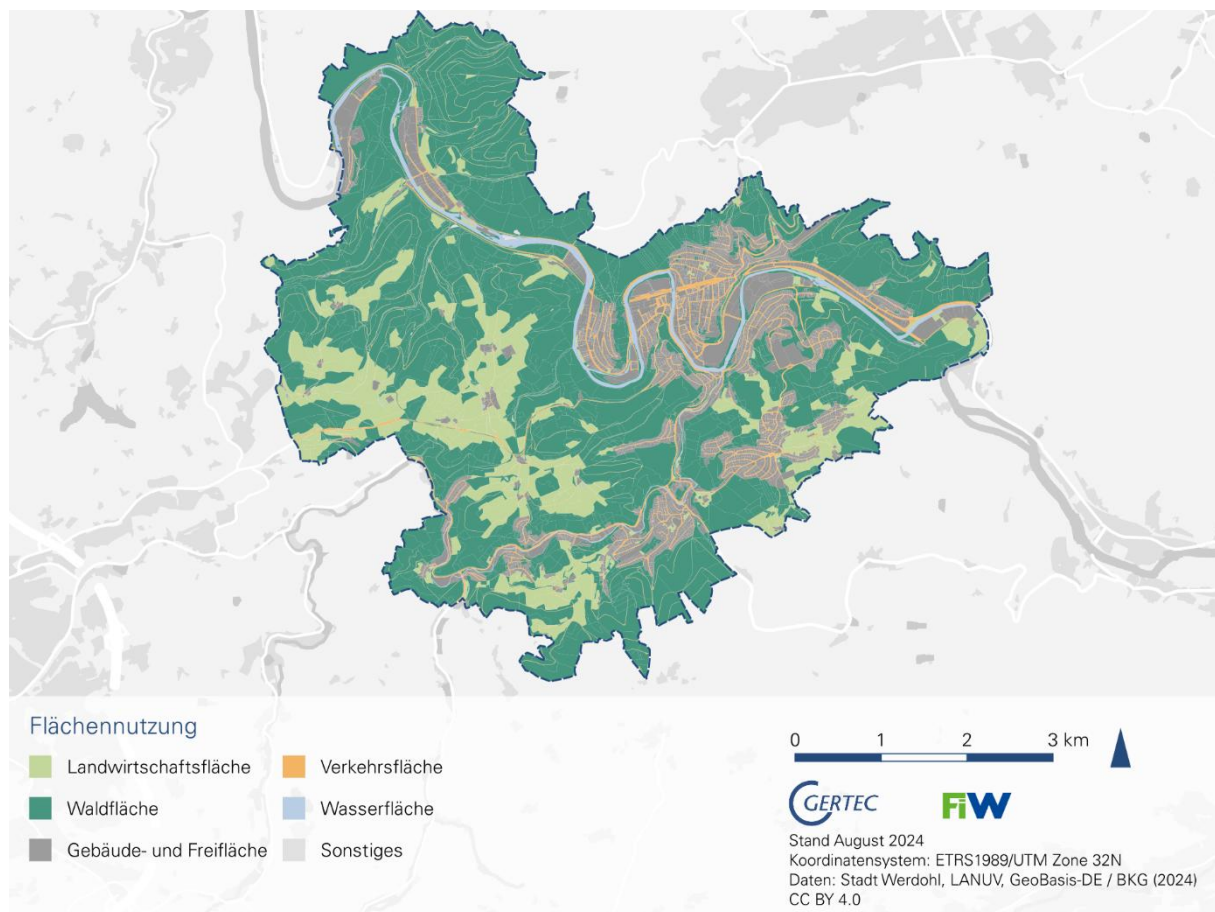 Flächennutzung
Landwirtschaftsfläche
Waldfläche
Gebäude- und Freifläche
Verkehrsfläche
Wasserfläche
Sonstiges
0 1 2 3 km
GERTEC FiW
Stand August 2024
Koordinatensystem: ETRS1989/UTM Zone 32N
Daten: Stadt Werdohl, LANUV, GeoBasis-DE / BKG (2024)
CC BY 4.0